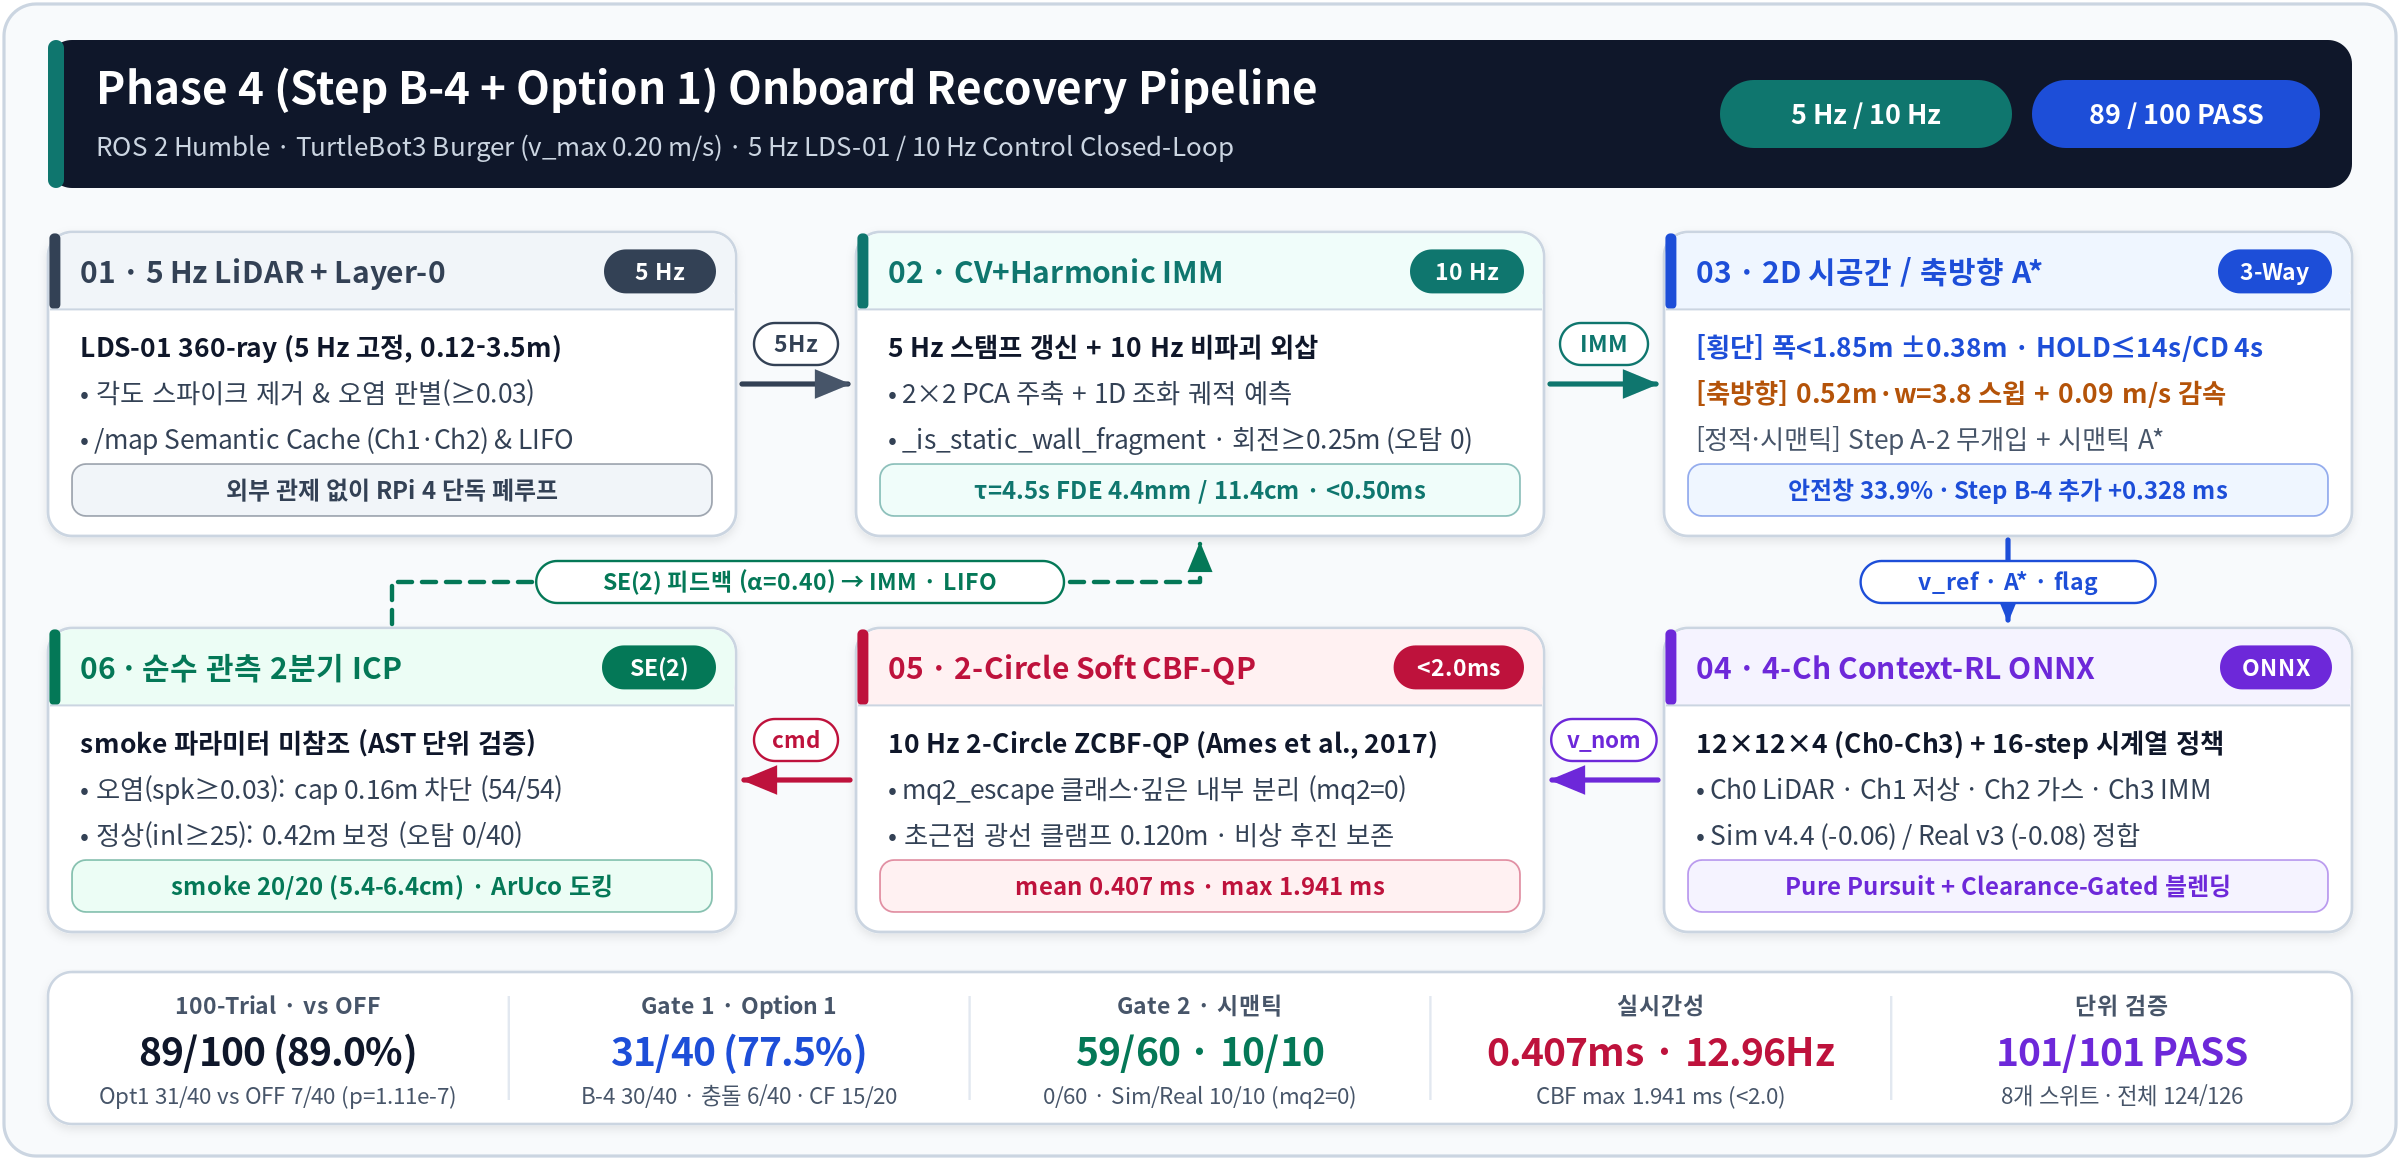 Phase 4 (Step B-4 + Option 1) Onboard Recovery Pipeline
ROS 2 Humble · TurtleBot3 Burger (v_max 0.20 m/s) · 5 Hz LDS-01 / 10 Hz Control Closed-Loop
5 Hz / 10 Hz
89 / 100 PASS
01 · 5 Hz LiDAR + Layer-0
5 Hz
LDS-01 360-ray (5 Hz 고정, 0.12-3.5m)
• 각도 스파이크 제거 & 오염 판별(≥0.03)
• /map Semantic Cache (Ch1·Ch2) & LIFO
외부 관제 없이 RPi 4 단독 폐루프
5Hz
02 · CV+Harmonic IMM
10 Hz
5 Hz 스탬프 갱신 + 10 Hz 비파괴 외삽
• 2×2 PCA 주축 + 1D 조화 궤적 예측
• _is_static_wall_fragment · 회전≥0.25m (오탐 0)
τ=4.5s FDE 4.4mm / 11.4cm · <0.50ms
IMM
03 · 2D 시공간 / 축방향 A*
3-Way
[횡단] 폭<1.85m ±0.38m · HOLD≤14s/CD 4s
[축방향] 0.52m·w=3.8 스윕 + 0.09 m/s 감속
[정적·시맨틱] Step A-2 무개입 + 시맨틱 A*
안전창 33.9% · Step B-4 추가 +0.328 ms
SE(2) 피드백 (α=0.40) → IMM · LIFO
v_ref · A* · flag
06 · 순수 관측 2분기 ICP
SE(2)
smoke 파라미터 미참조 (AST 단위 검증)
• 오염(spk≥0.03): cap 0.16m 차단 (54/54)
• 정상(inl≥25): 0.42m 보정 (오탐 0/40)
smoke 20/20 (5.4-6.4cm) · ArUco 도킹
cmd
05 · 2-Circle Soft CBF-QP
<2.0ms
10 Hz 2-Circle ZCBF-QP (Ames et al., 2017)
• mq2_escape 클래스·깊은 내부 분리 (mq2=0)
• 초근접 광선 클램프 0.120m · 비상 후진 보존
mean 0.407 ms · max 1.941 ms
v_nom
04 · 4-Ch Context-RL ONNX
ONNX
12×12×4 (Ch0-Ch3) + 16-step 시계열 정책
• Ch0 LiDAR · Ch1 저상 · Ch2 가스 · Ch3 IMM
• Sim v4.4 (-0.06) / Real v3 (-0.08) 정합
Pure Pursuit + Clearance-Gated 블렌딩
100-Trial · vs OFF
89/100 (89.0%)
Opt1 31/40 vs OFF 7/40 (p=1.11e-7)
Gate 1 · Option 1
31/40 (77.5%)
B-4 30/40 · 충돌 6/40 · CF 15/20
Gate 2 · 시맨틱
59/60 · 10/10
0/60 · Sim/Real 10/10 (mq2=0)
실시간성
0.407ms · 12.96Hz
CBF max 1.941 ms (<2.0)
단위 검증
101/101 PASS
8개 스위트 · 전체 124/126